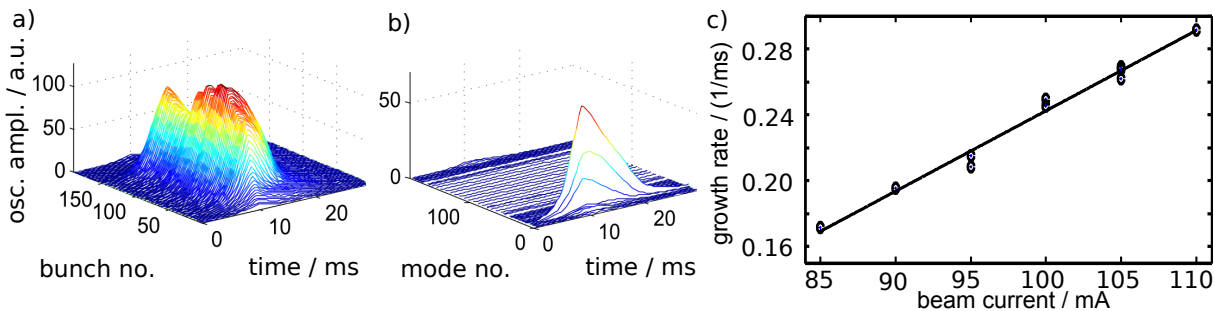 a)
osc. ampl. / a.u.
100
50
0
150
100
50
0
10
20
bunch no.
time / ms
b)
50
0
100
0
0
10
20
mode no.
time / ms
c)
growth rate / (1/ms)
0.28
0.24
0.20
0.16
85
90
95
100
105
110
beam current / mA